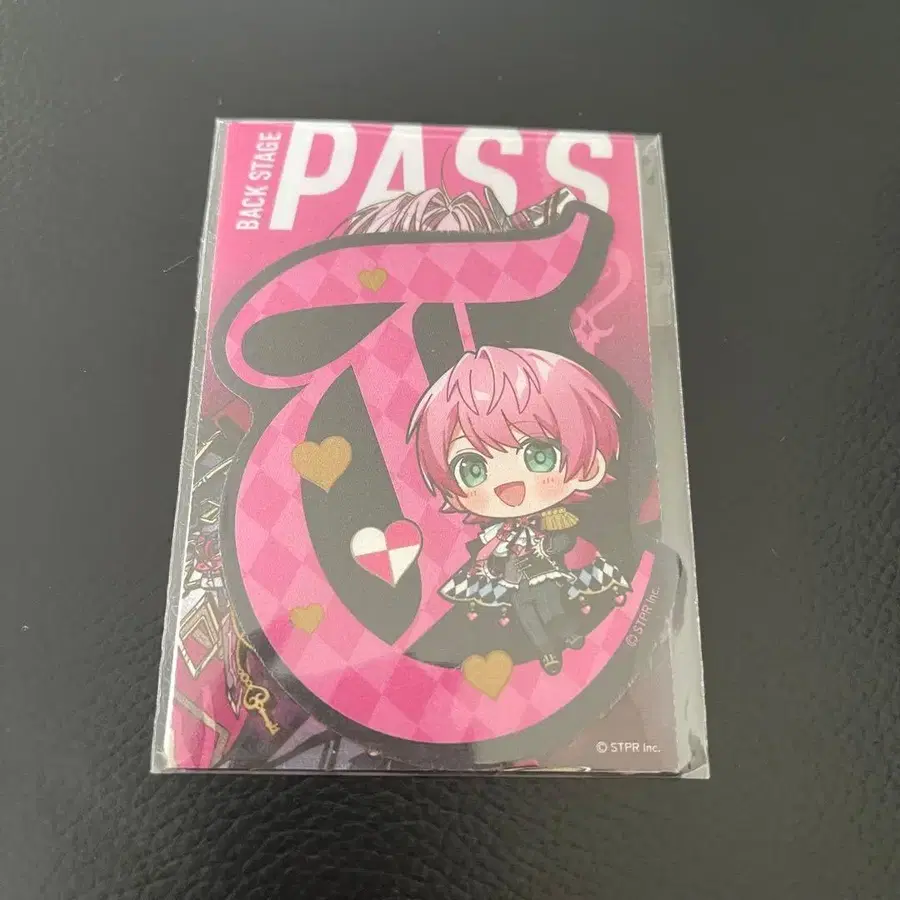 BACK STAGE
PASS
T
© STPR Inc.
© STPR Inc.